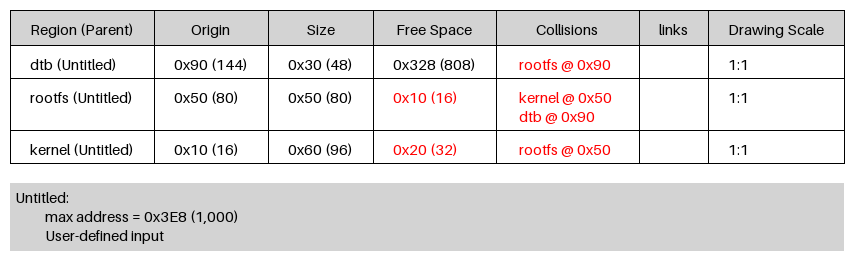 Region (Parent) Origin Size Free Space Collisions links Drawing Scale
dtb (Untitled) 0x90 (144) 0x30 (48) 0x328 (808) rootfs @ 0x90 1:1
rootfs (Untitled) 0x50 (80) 0x50 (80) 0x10 (16) kernel @ 0x50 1:1
dtb @ 0x90
kernel (Untitled) 0x10 (16) 0x60 (96) 0x20 (32) rootfs @ 0x50 1:1
Untitled:
max address = 0x3E8 (1,000)
User-defined input